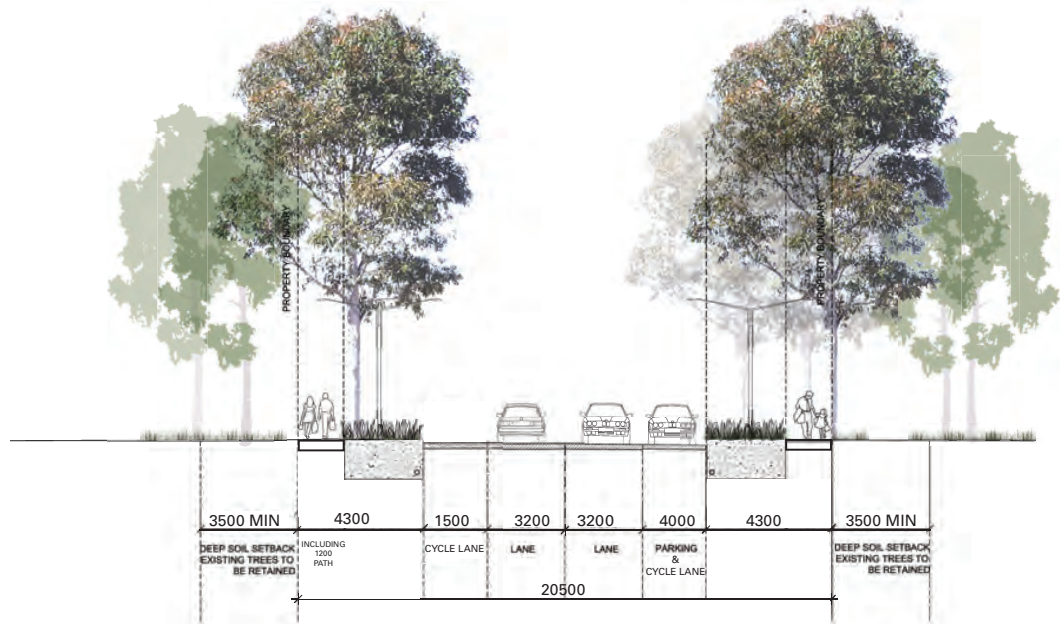 PROPERTY BOUNDARY
PROPERTY BOUNDARY
3500 MIN
4300
1500
3200
3200
4000
4300
3500 MIN
DEEP SOIL SETBACK
EXISTING TREES TO
BE RETAINED
INCLUDING
1200
PATH
CYCLE LANE
LANE
LANE
PARKING
&
CYCLE LANE
DEEP SOIL SETBACK
EXISTING TREES TO
BE RETAINED
20500